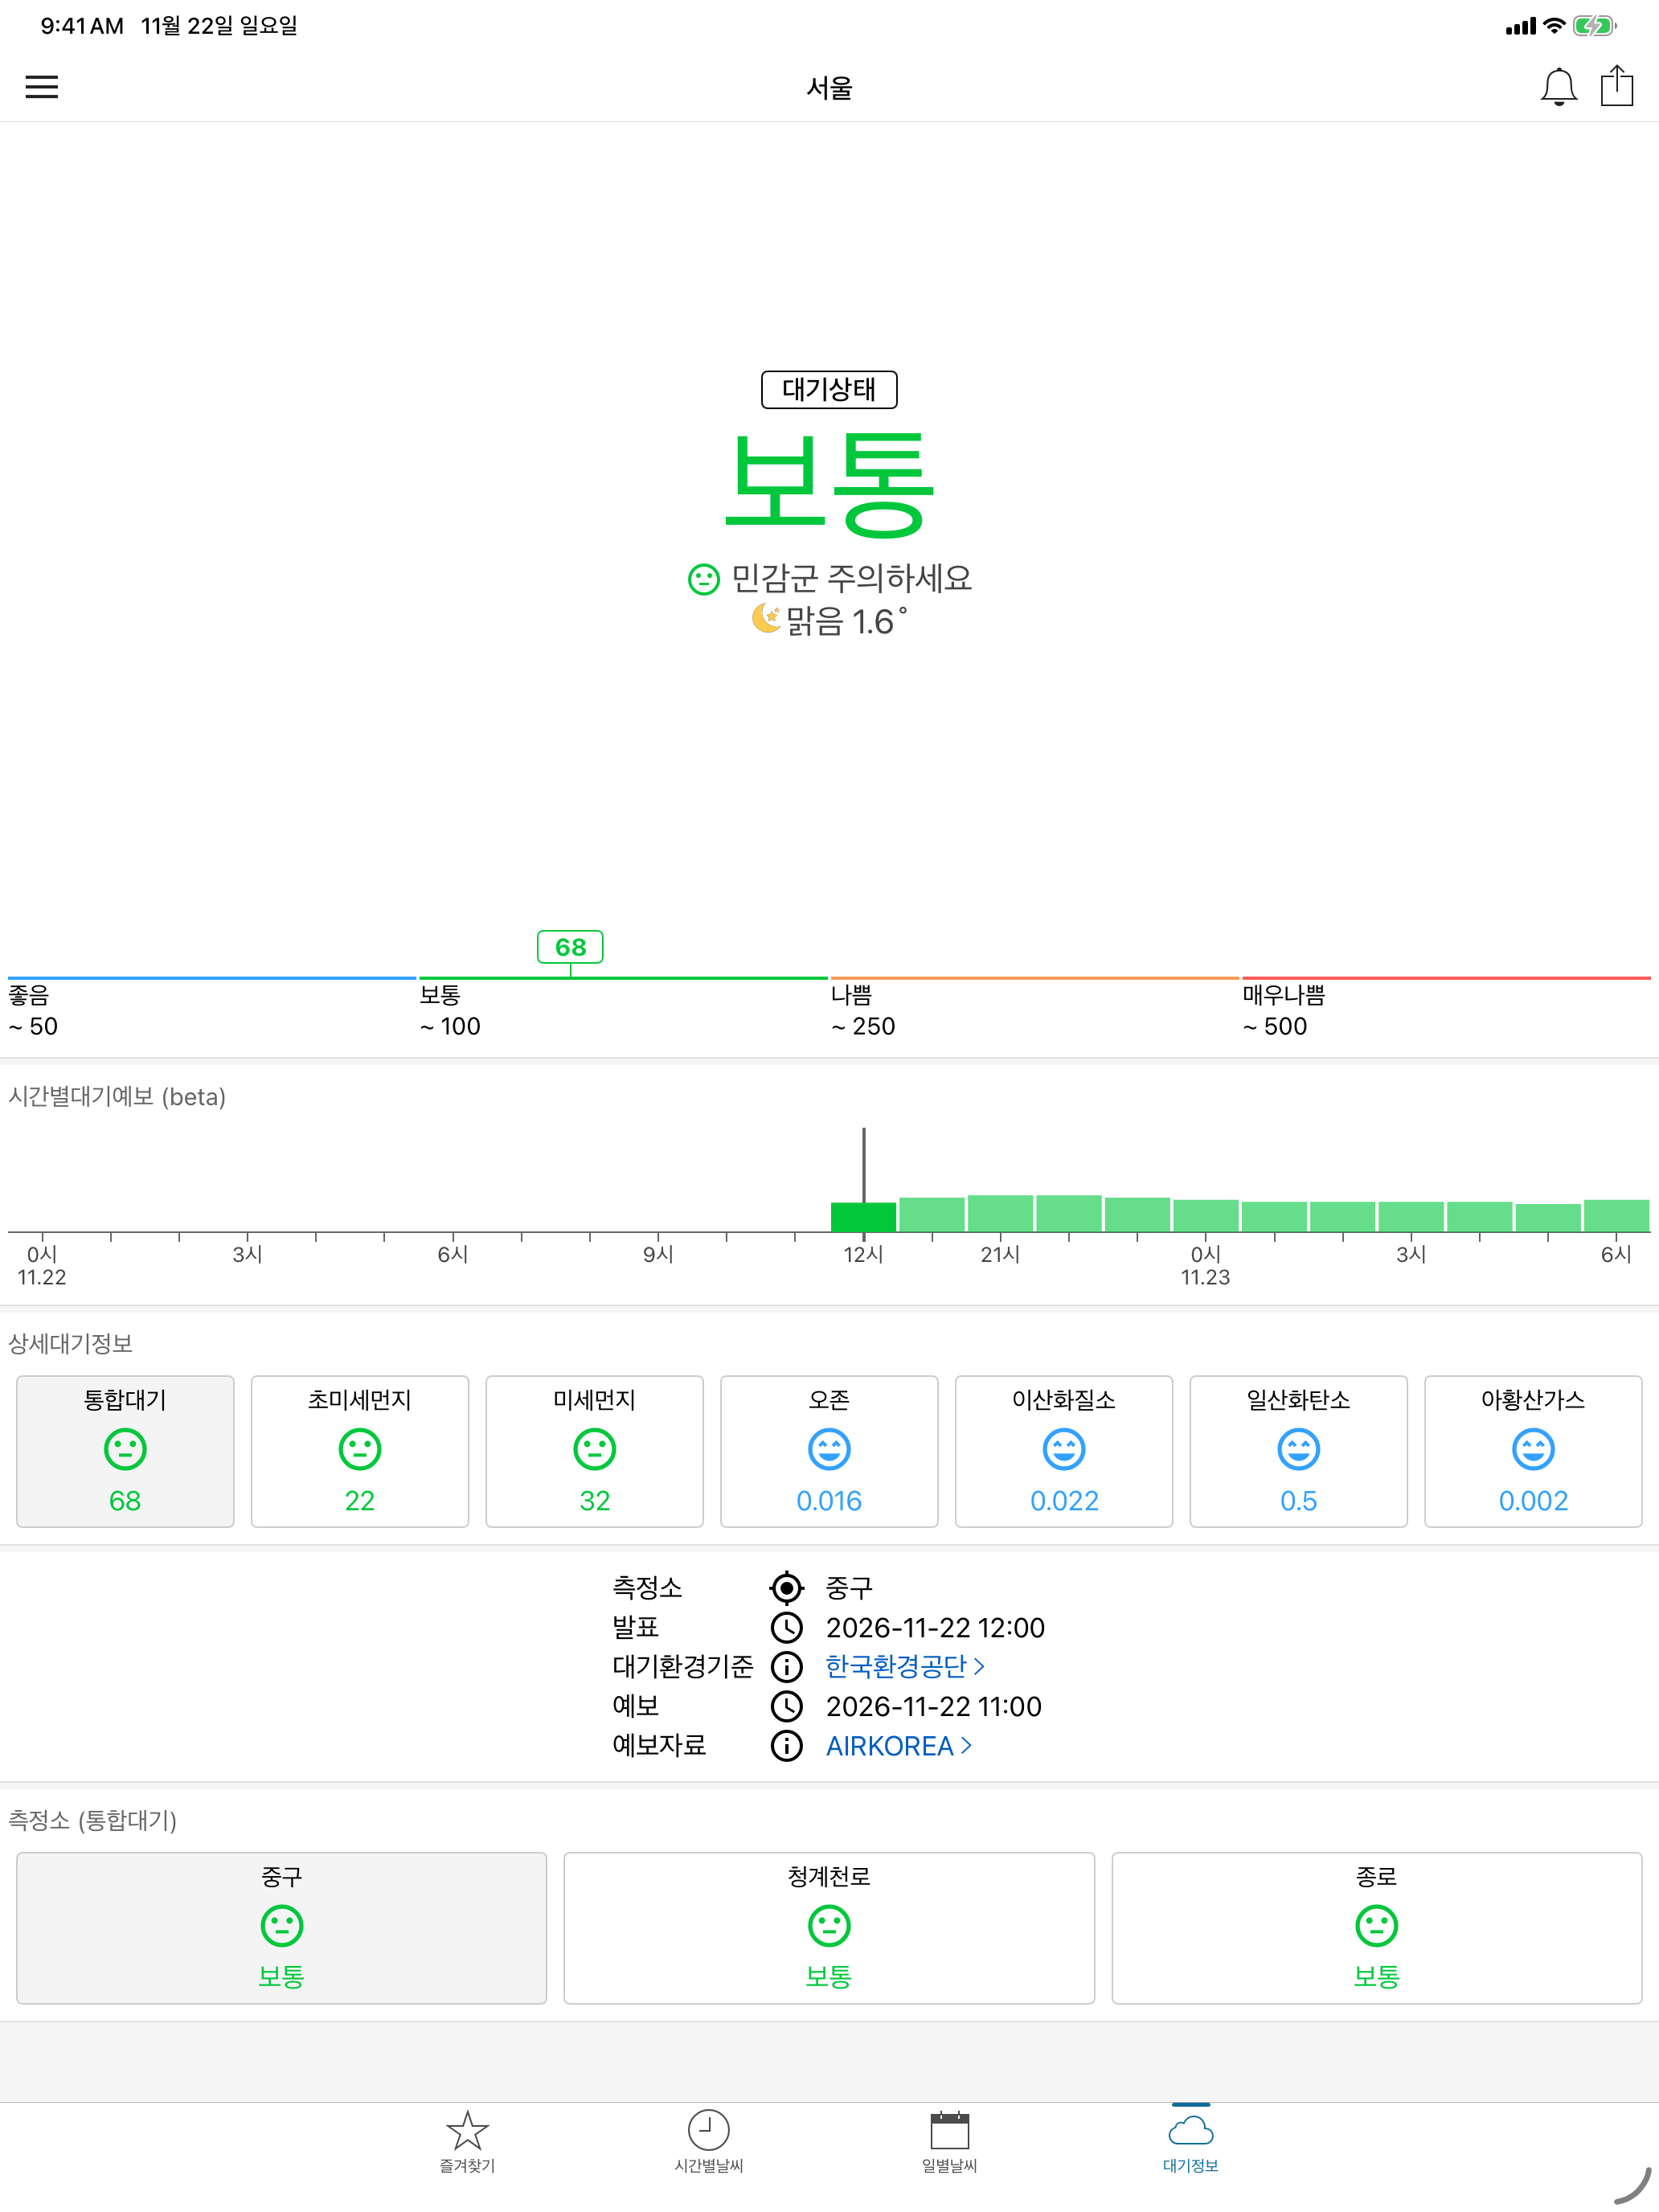 9:41 AM 11월 22일 일요일
서울
대기상태
보통
민감군 주의하세요
맑음 1.6°
68
좋음 보통 나쁨 매우나쁨
~ 50 ~ 100 ~ 250 ~ 500
시간별대기예보 (beta)
0시 3시 6시 9시 12시 21시 0시 3시 6시
11.22 11.23
상세대기정보
통합대기 초미세먼지 미세먼지 오존 이산화질소 일산화탄소 아황산가스
68 22 32 0.016 0.022 0.5 0.002
측정소 중구
발표 2026-11-22 12:00
대기환경기준 한국환경공단
예보 2026-11-22 11:00
예보자료 AIRKOREA
측정소 (통합대기)
중구 청계천로 종로
보통 보통 보통
즐겨찾기 시간별날씨 일별날씨 대기정보